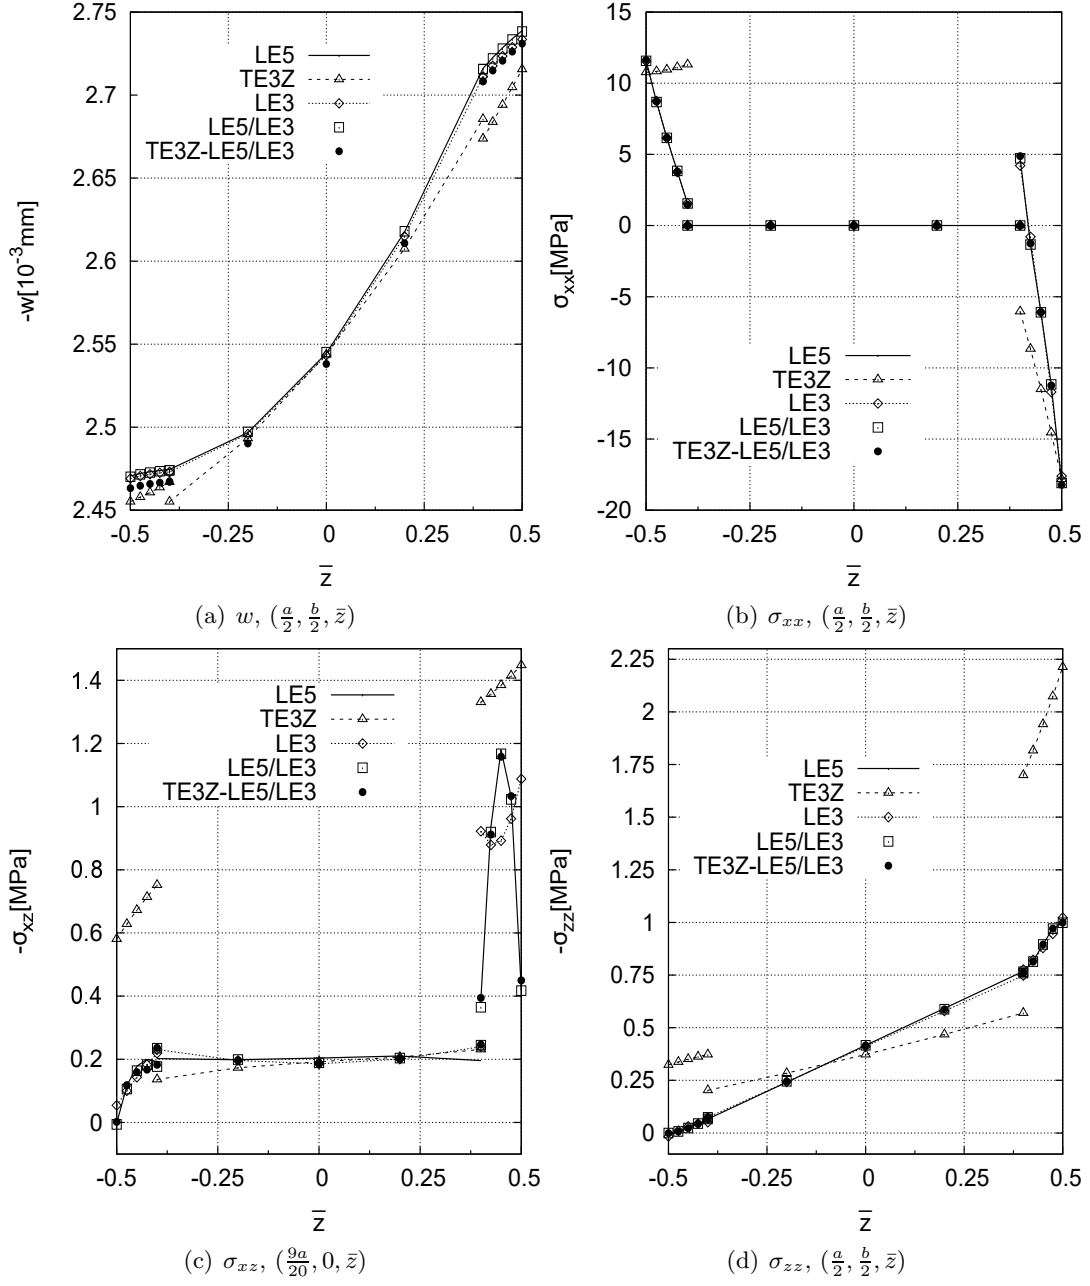 2.75
2.7
2.65
2.6
2.55
2.5
2.45
-w[10⁻³mm]
LE5
TE3Z
LE3
LE5/LE3
TE3Z-LE5/LE3
-0.5 -0.25 0 0.25 0.5
z̄
(a) w, (a/2, b/2, z̄)
15
10
5
0
-5
-10
-15
-20
σxx[MPa]
LE5
TE3Z
LE3
LE5/LE3
TE3Z-LE5/LE3
-0.5 -0.25 0 0.25 0.5
z̄
(b) σxx, (a/2, b/2, z̄)
1.4
1.2
1
0.8
0.6
0.4
0.2
0
-σxz[MPa]
LE5
TE3Z
LE3
LE5/LE3
TE3Z-LE5/LE3
-0.5 -0.25 0 0.25 0.5
z̄
(c) σxz, (9a/20, 0, z̄)
2.25
2
1.75
1.5
1.25
1
0.75
0.5
0.25
0
-σzz[MPa]
LE5
TE3Z
LE3
LE5/LE3
TE3Z-LE5/LE3
-0.5 -0.25 0 0.25 0.5
z̄
(d) σzz, (a/2, b/2, z̄)